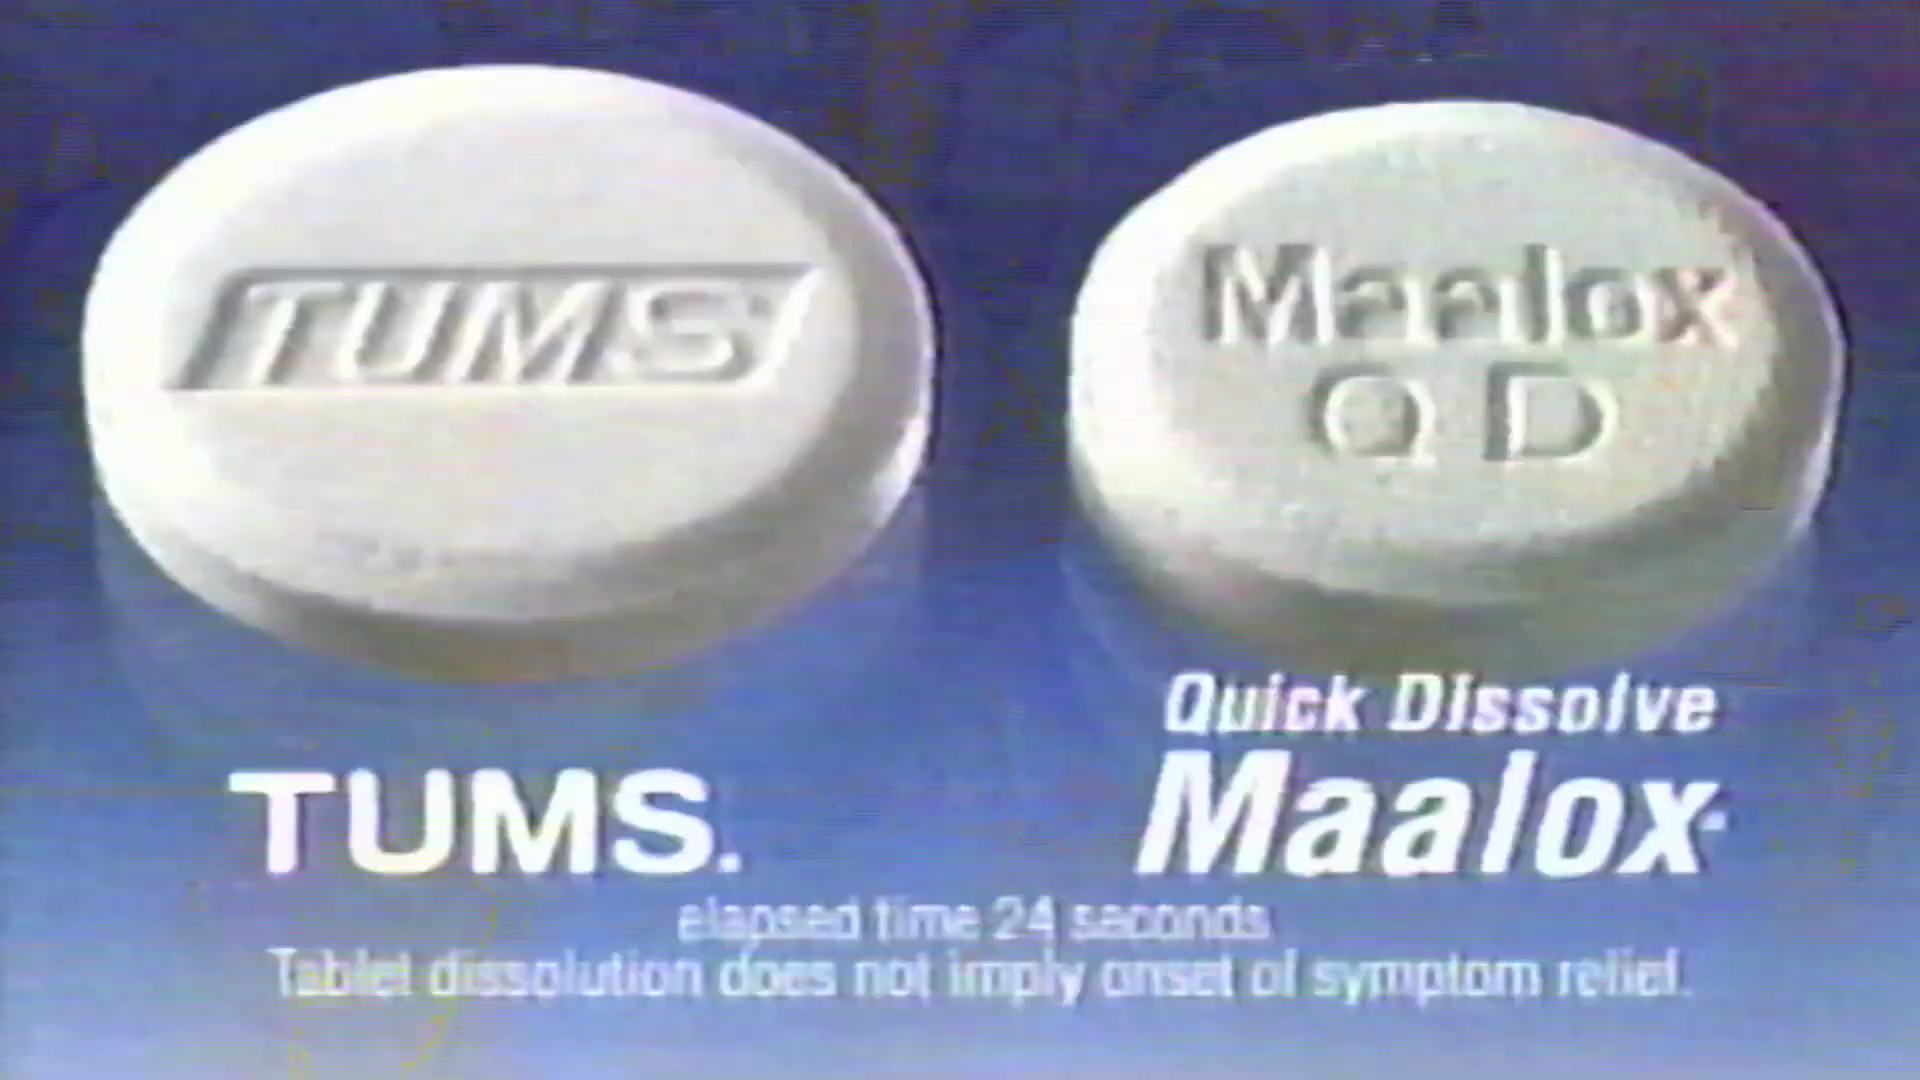 TUMS
Maalox
QD
Quick Dissolve
TUMS.
Maalox
elapsed time 24 seconds
Tablet dissolution does not imply onset of symptom relief.